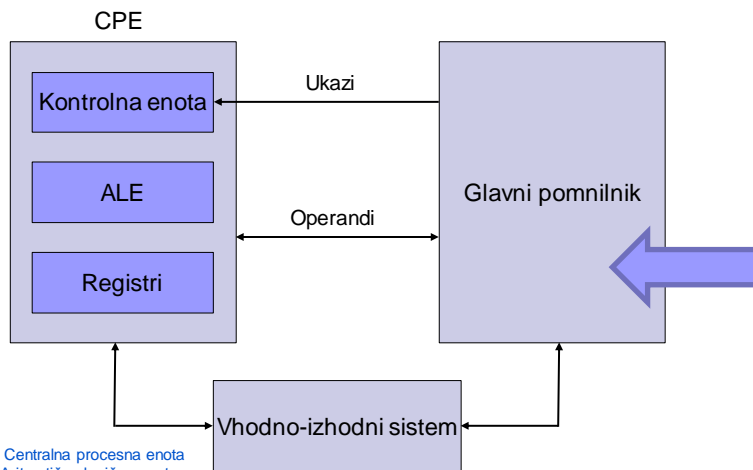 CPE
Kontrolna enota
Ukazi
ALE
Glavni pomnilnik
Operandi
Registri
Vhodno-izhodni sistem
Centralna procesna enota